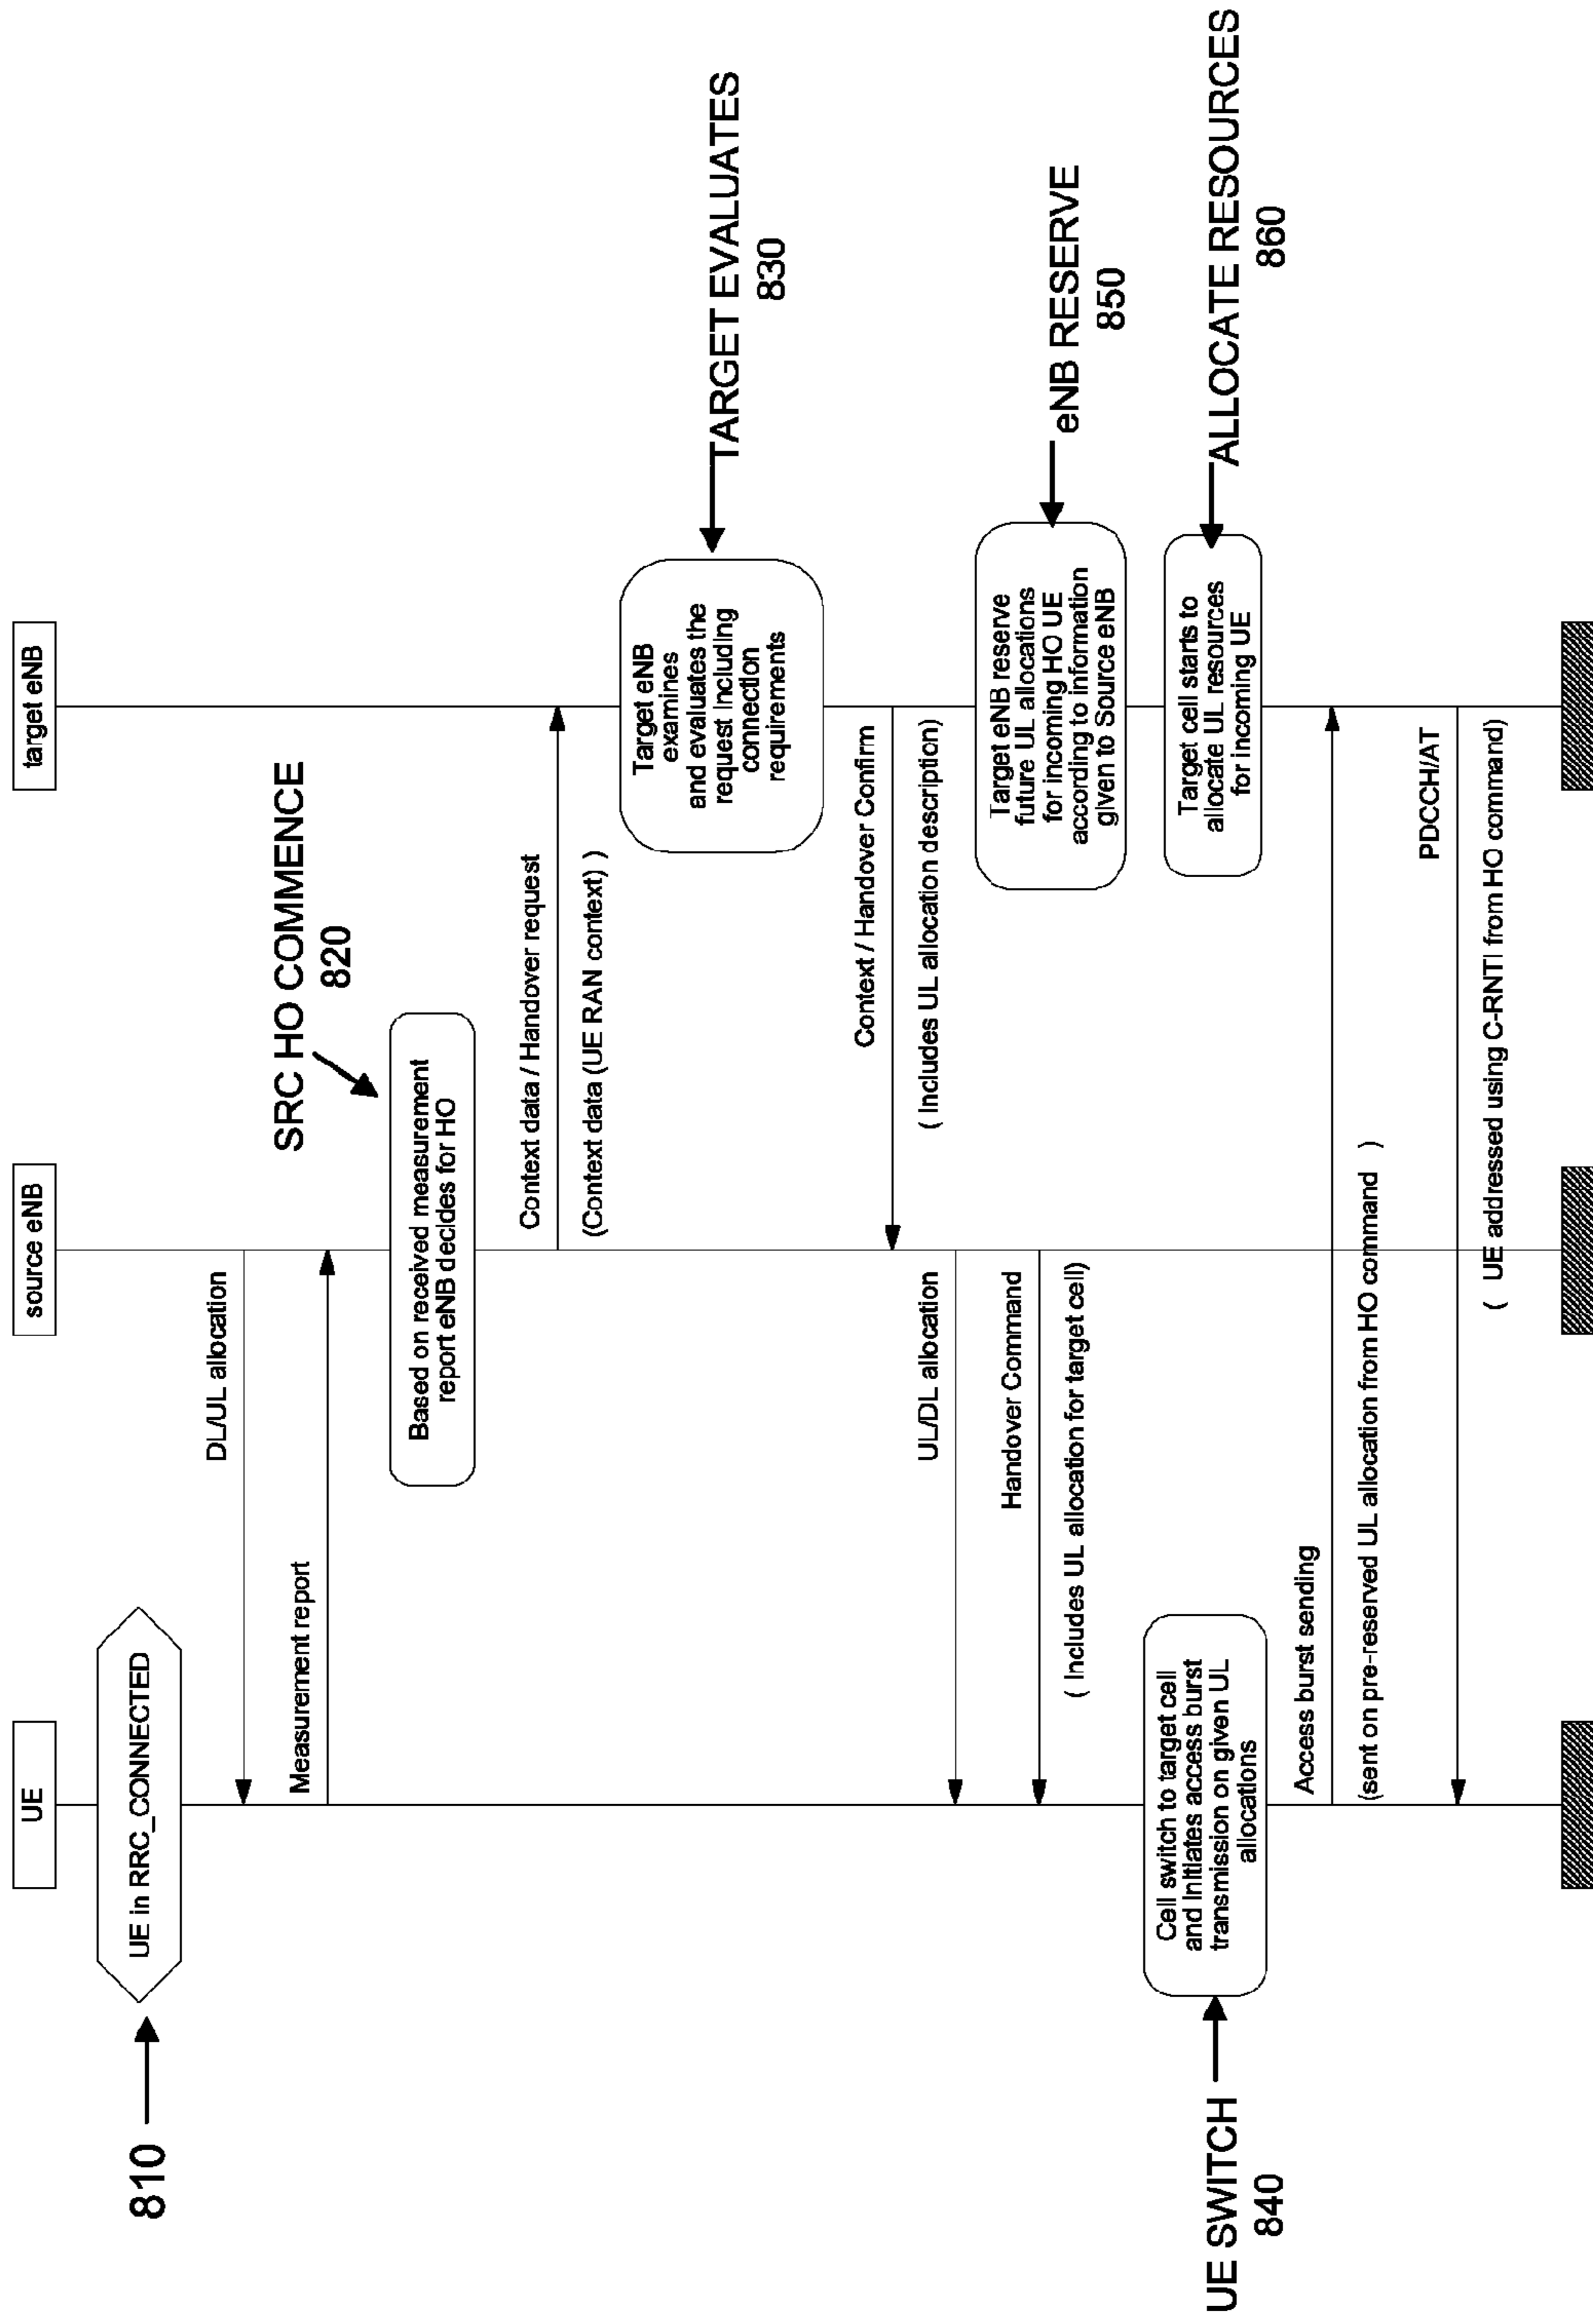 UE
source eNB
target eNB
810
UE in RRC_CONNECTED
DL/UL allocation
Measurement report
SRC HO COMMENCE
820
Based on received measurement
report eNB decides for HO
Context data / Handover request
(Context data (UE RAN context) )
Target eNB
examines
and evaluates the
request including
connection
requirements
TARGET EVALUATES
830
Context / Handover Confirm
( Includes UL allocation description)
UL/DL allocation
Handover Command
( Includes UL allocation for target cell)
Target eNB reserve
future UL allocations
for incoming HO UE
according to information
given to Source eNB
eNB RESERVE
850
UE SWITCH
840
Cell switch to target cell
and initiates access burst
transmission on given UL
allocations
Target cell starts to
allocate UL resources
for incoming UE
ALLOCATE RESOURCES
860
Access burst sending
(sent on pre-reserved UL allocation from HO command )
PDCCH/AT
( UE addressed using C-RNTI from HO command)